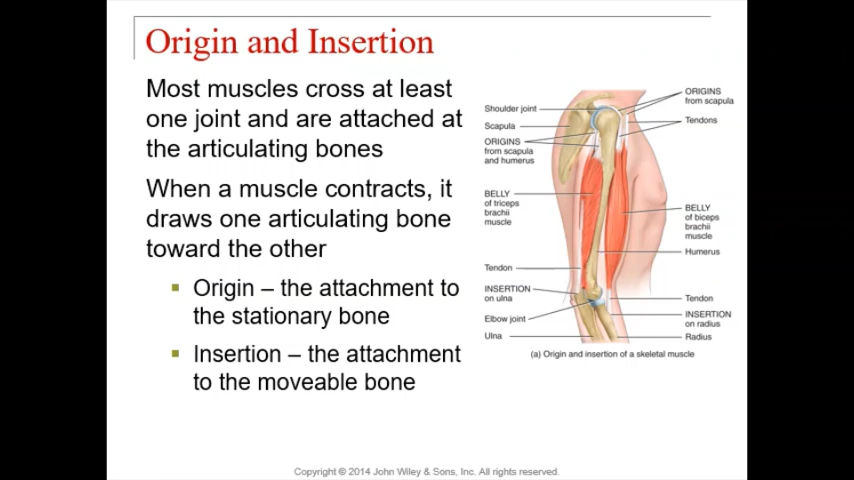 Origin and Insertion
Most muscles cross at least
one joint and are attached at
the articulating bones
When a muscle contracts, it
draws one articulating bone
toward the other
Origin – the attachment to
the stationary bone
Insertion – the attachment
to the moveable bone
Shoulder joint
Scapula
ORIGINS
from scapula
and humerus
BELLY
of triceps
brachii
muscle
Tendon
INSERTION
on ulna
Elbow joint
Ulna
ORIGINS
from scapula
Tendons
BELLY
of biceps
brachii
muscle
Humerus
Tendon
INSERTION
on radius
Radius
(a) Origin and insertion of a skeletal muscle
Copyright © 2014 John Wiley & Sons, Inc. All rights reserved.